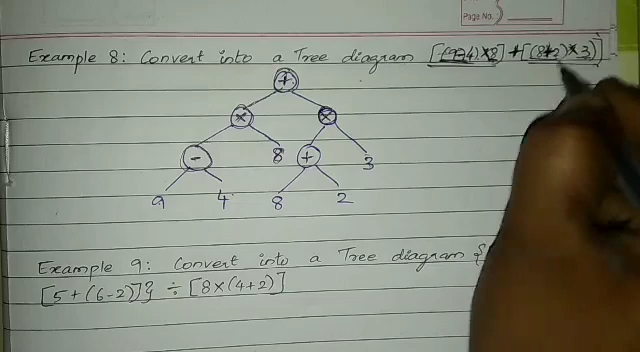 Page No.
Example 8: Convert into a Tree diagram [(9-4)×8] + [(8+2)×3]
+
× ×
- 8 + 3
9 4 8 2
Example 9: Convert into a Tree diagram {
[5+(6-2)]} ÷ [8×(4+2)]